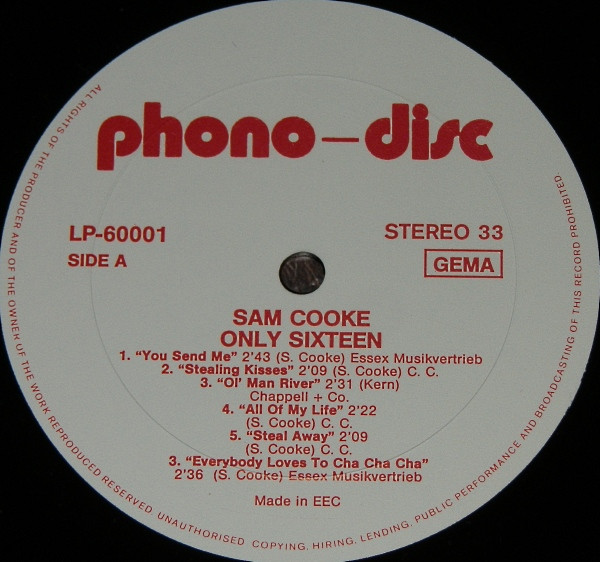 phono-disc
LP-60001
SIDE A
STEREO 33
GEMA
SAM COOKE
ONLY SIXTEEN
1. “You Send Me” 2'43 (S. Cooke) Essex Musikvertrieb
2. “Stealing Kisses” 2'09 (S. Cooke) C. C.
3. “Ol' Man River” 2'31 (Kern)
Chappell + Co.
4. “All Of My Life” 2'22
(S. Cooke) C. C.
5. “Steal Away” 2'09
(S. Cooke) C. C.
3. “Everybody Loves To Cha Cha Cha”
2'36 (S. Cooke) Essex Musikvertrieb
Made in EEC
ALL RIGHTS OF THE PRODUCER AND OF THE OWNER OF THE WORK REPRODUCED RESERVED UNAUTHORISED COPYING, HIRING, LENDING, PUBLIC PERFORMANCE AND BROADCASTING OF THIS RECORD PROHIBITED